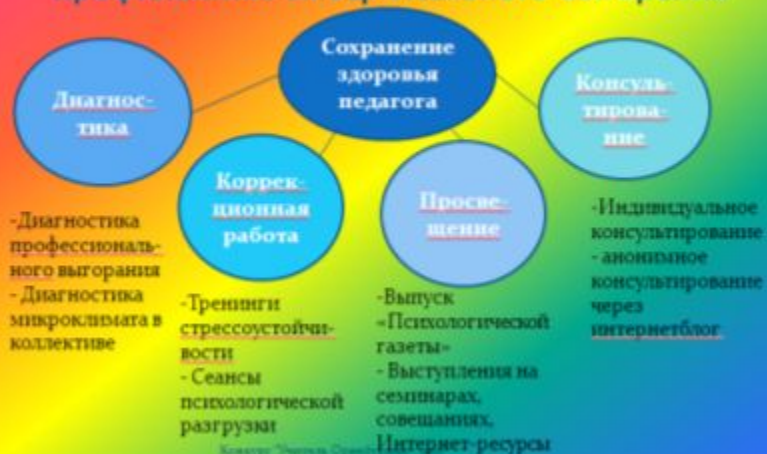 Сохранение
здоровья
педагога
Диагнос-
тика
Консуль-
тирова-
ние
Коррек-
ционная
работа
Просве-
щение
-Диагностика
профессиональ-
ного выгорания
- Диагностика
микроклимата в
коллективе
-Тренинги
стрессоустойчи-
вости
- Сеансы
психологической
разгрузки
-Выпуск
«Психологической
газеты»
- Выступления на
семинарах,
совещаниях,
Интернет-ресурсы
-Индивидуальное
консультирование
- анонимное
консультирование
через
интернетблог